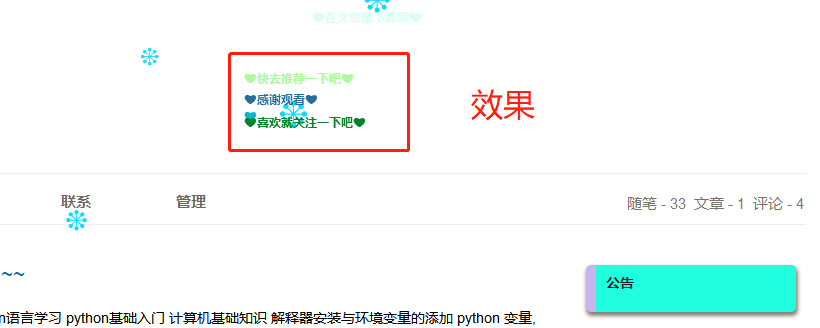 ❤在文章最下面哦❤
❤快去推荐一下吧❤
❤感谢观看❤
❤喜欢就关注一下吧❤
效果
联系 管理 随笔 - 33 文章 - 1 评论 - 4
~~
公告
n语言学习 python基础入门 计算机基础知识 解释器安装与环境变量的添加 python 变量,